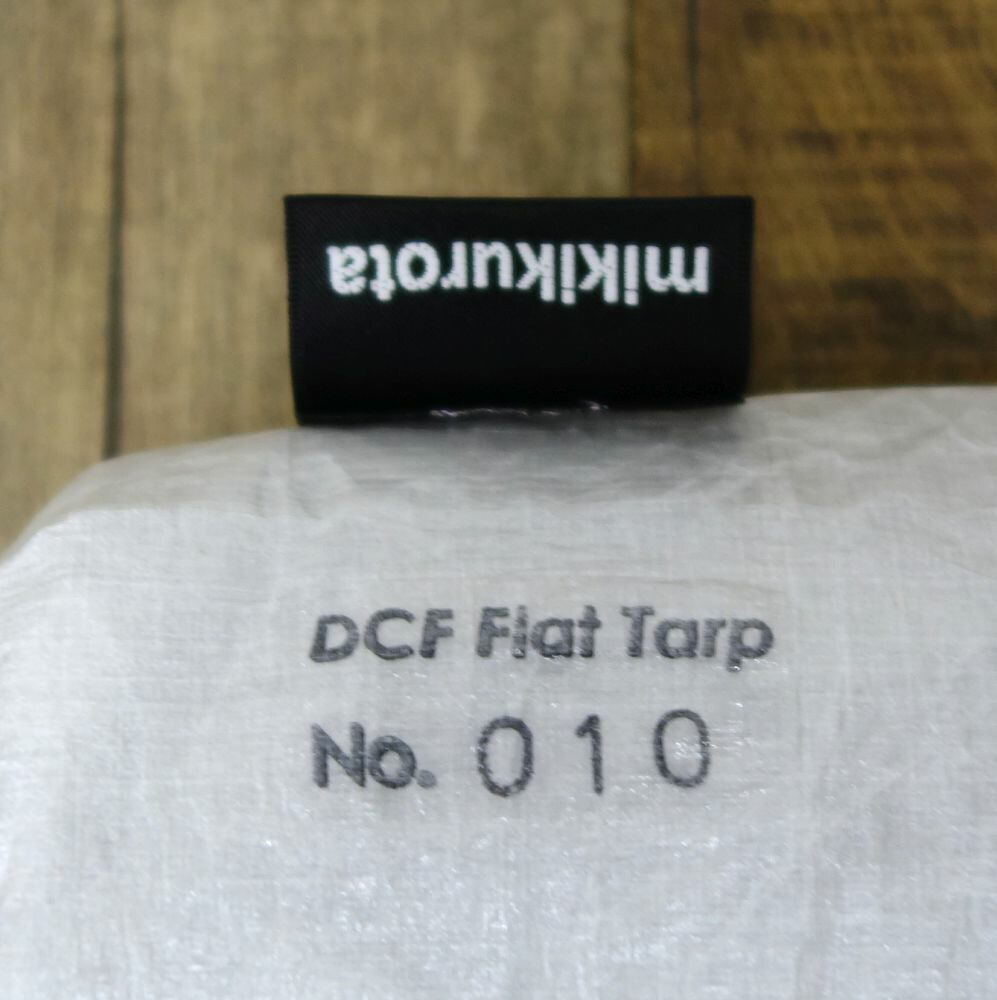 mikikurota
DCF Flat Tarp
No. 010